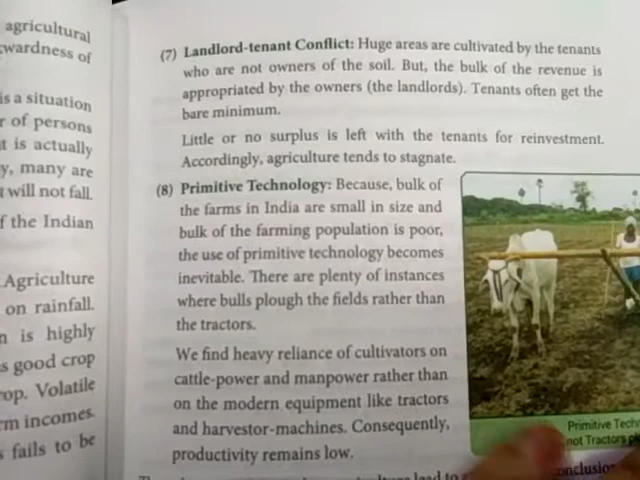 agricultural
wardness of
is a situation
r of persons
t is actually
y, many are
t will not fall.
f the Indian
Agriculture
on rainfall.
n is highly
s good crop
rop. Volatile
rm incomes.
s fails to be
(7) Landlord-tenant Conflict: Huge areas are cultivated by the tenants
who are not owners of the soil. But, the bulk of the revenue is
appropriated by the owners (the landlords). Tenants often get the
bare minimum.
Little or no surplus is left with the tenants for reinvestment.
Accordingly, agriculture tends to stagnate.
(8) Primitive Technology: Because, bulk of
the farms in India are small in size and
bulk of the farming population is poor,
the use of primitive technology becomes
inevitable. There are plenty of instances
where bulls plough the fields rather than
the tractors.
We find heavy reliance of cultivators on
cattle-power and manpower rather than
on the modern equipment like tractors
and harvestor-machines. Consequently,
productivity remains low.
Primitive Tech
not Tractors pl
lead to
onclusion